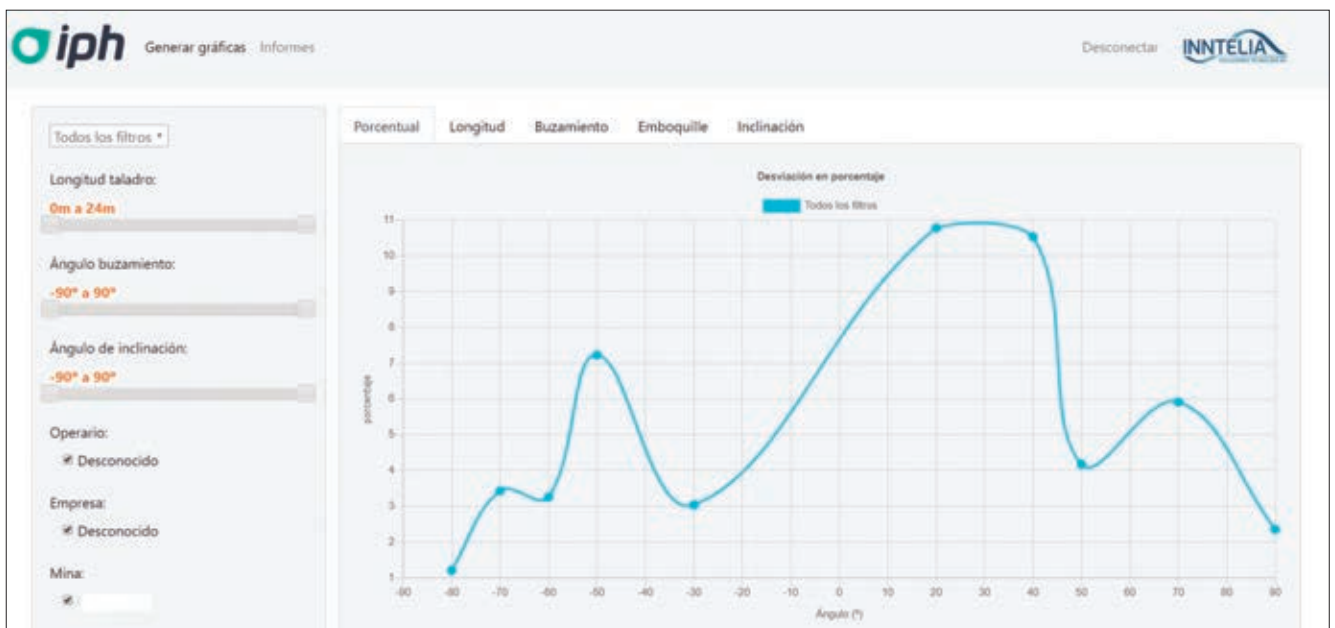 iph
Generar gráficas Informes
Desconectar
INNTELIA
Todos los filtros
Longitud taladro:
0m a 24m
Ángulo buzamiento:
-90° a 90°
Ángulo de inclinación:
-90° a 90°
Operario:
Desconocido
Empresa:
Desconocido
Mina:
Porcentual Longitud Buzamiento Emboquille Inclinación
Desviación en porcentaje
Todos los filtros
porcentaje
11
10
9
8
7
6
5
4
3
2
1
-90 -80 -70 -60 -50 -40 -30 -20 -10 0 10 20 30 40 50 60 70 80 90
Ángulo (º)